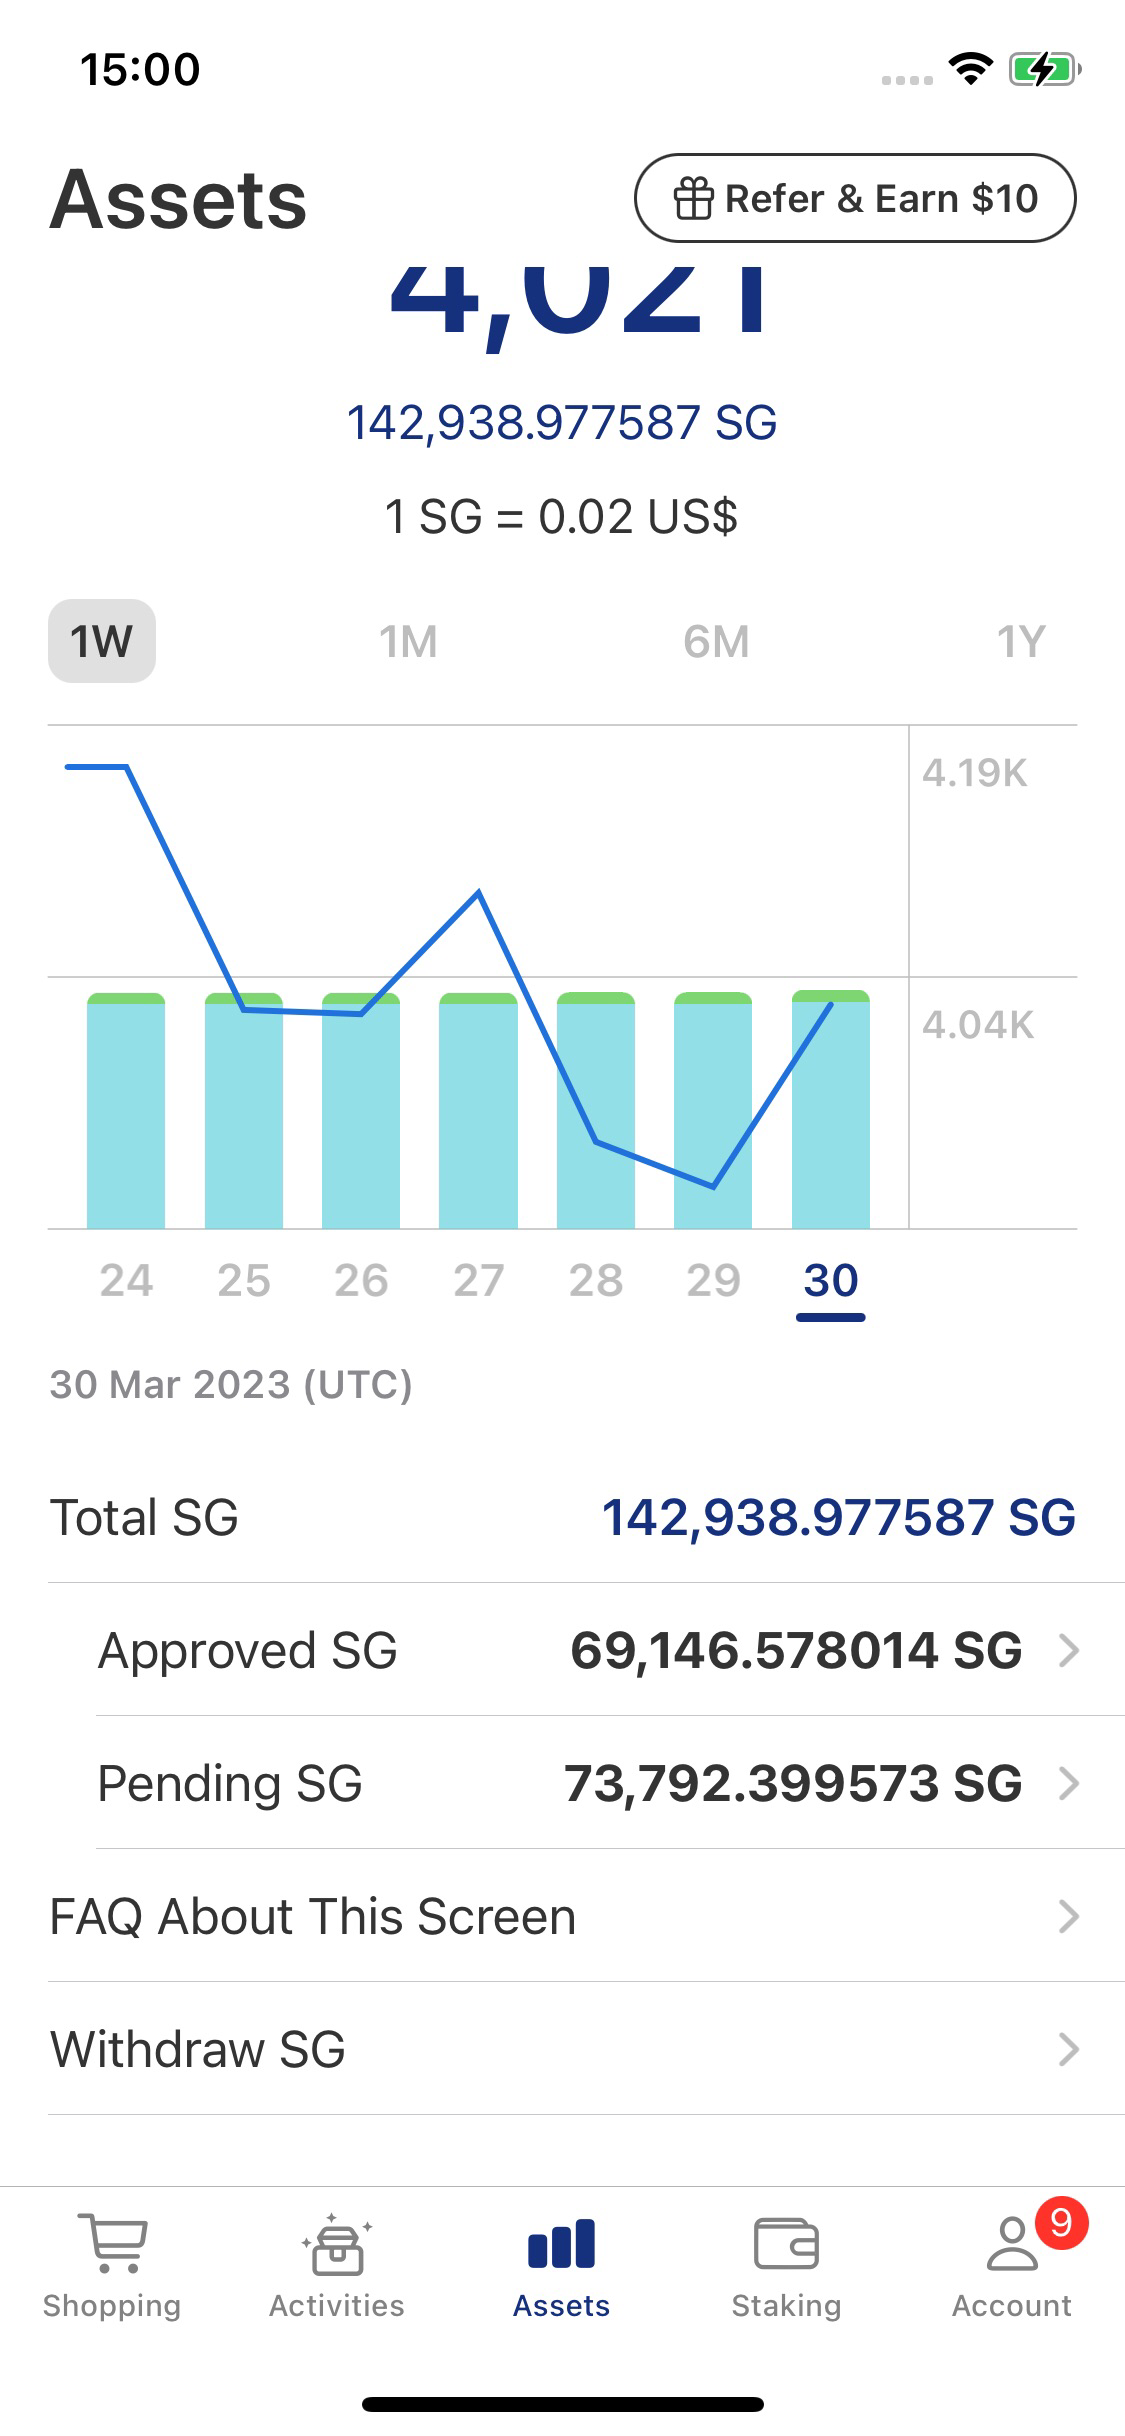 15:00
Assets
Refer & Earn $10
4,021
142,938.977587 SG
1 SG = 0.02 US$
1W 1M 6M 1Y
4.19K
4.04K
24 25 26 27 28 29 30
30 Mar 2023 (UTC)
Total SG 142,938.977587 SG
Approved SG 69,146.578014 SG
Pending SG 73,792.399573 SG
FAQ About This Screen
Withdraw SG
9
Shopping Activities Assets Staking Account